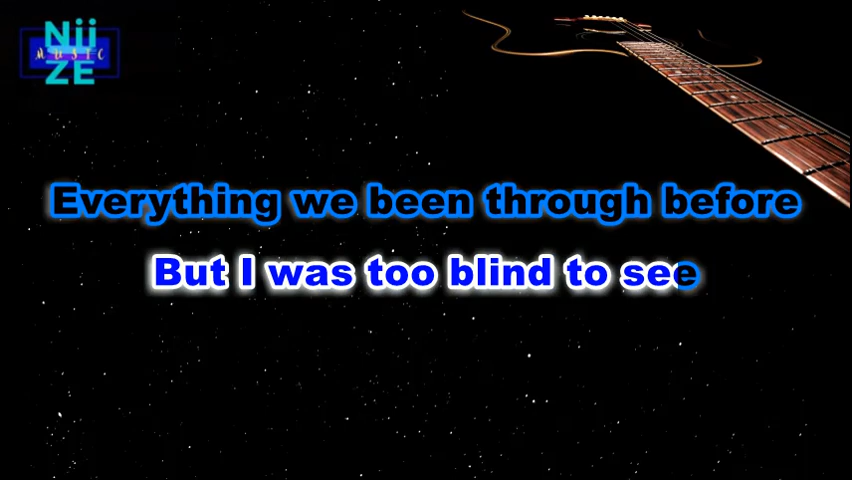 Nii
MUSIC
ZE
Everything we been through before
But I was too blind to see